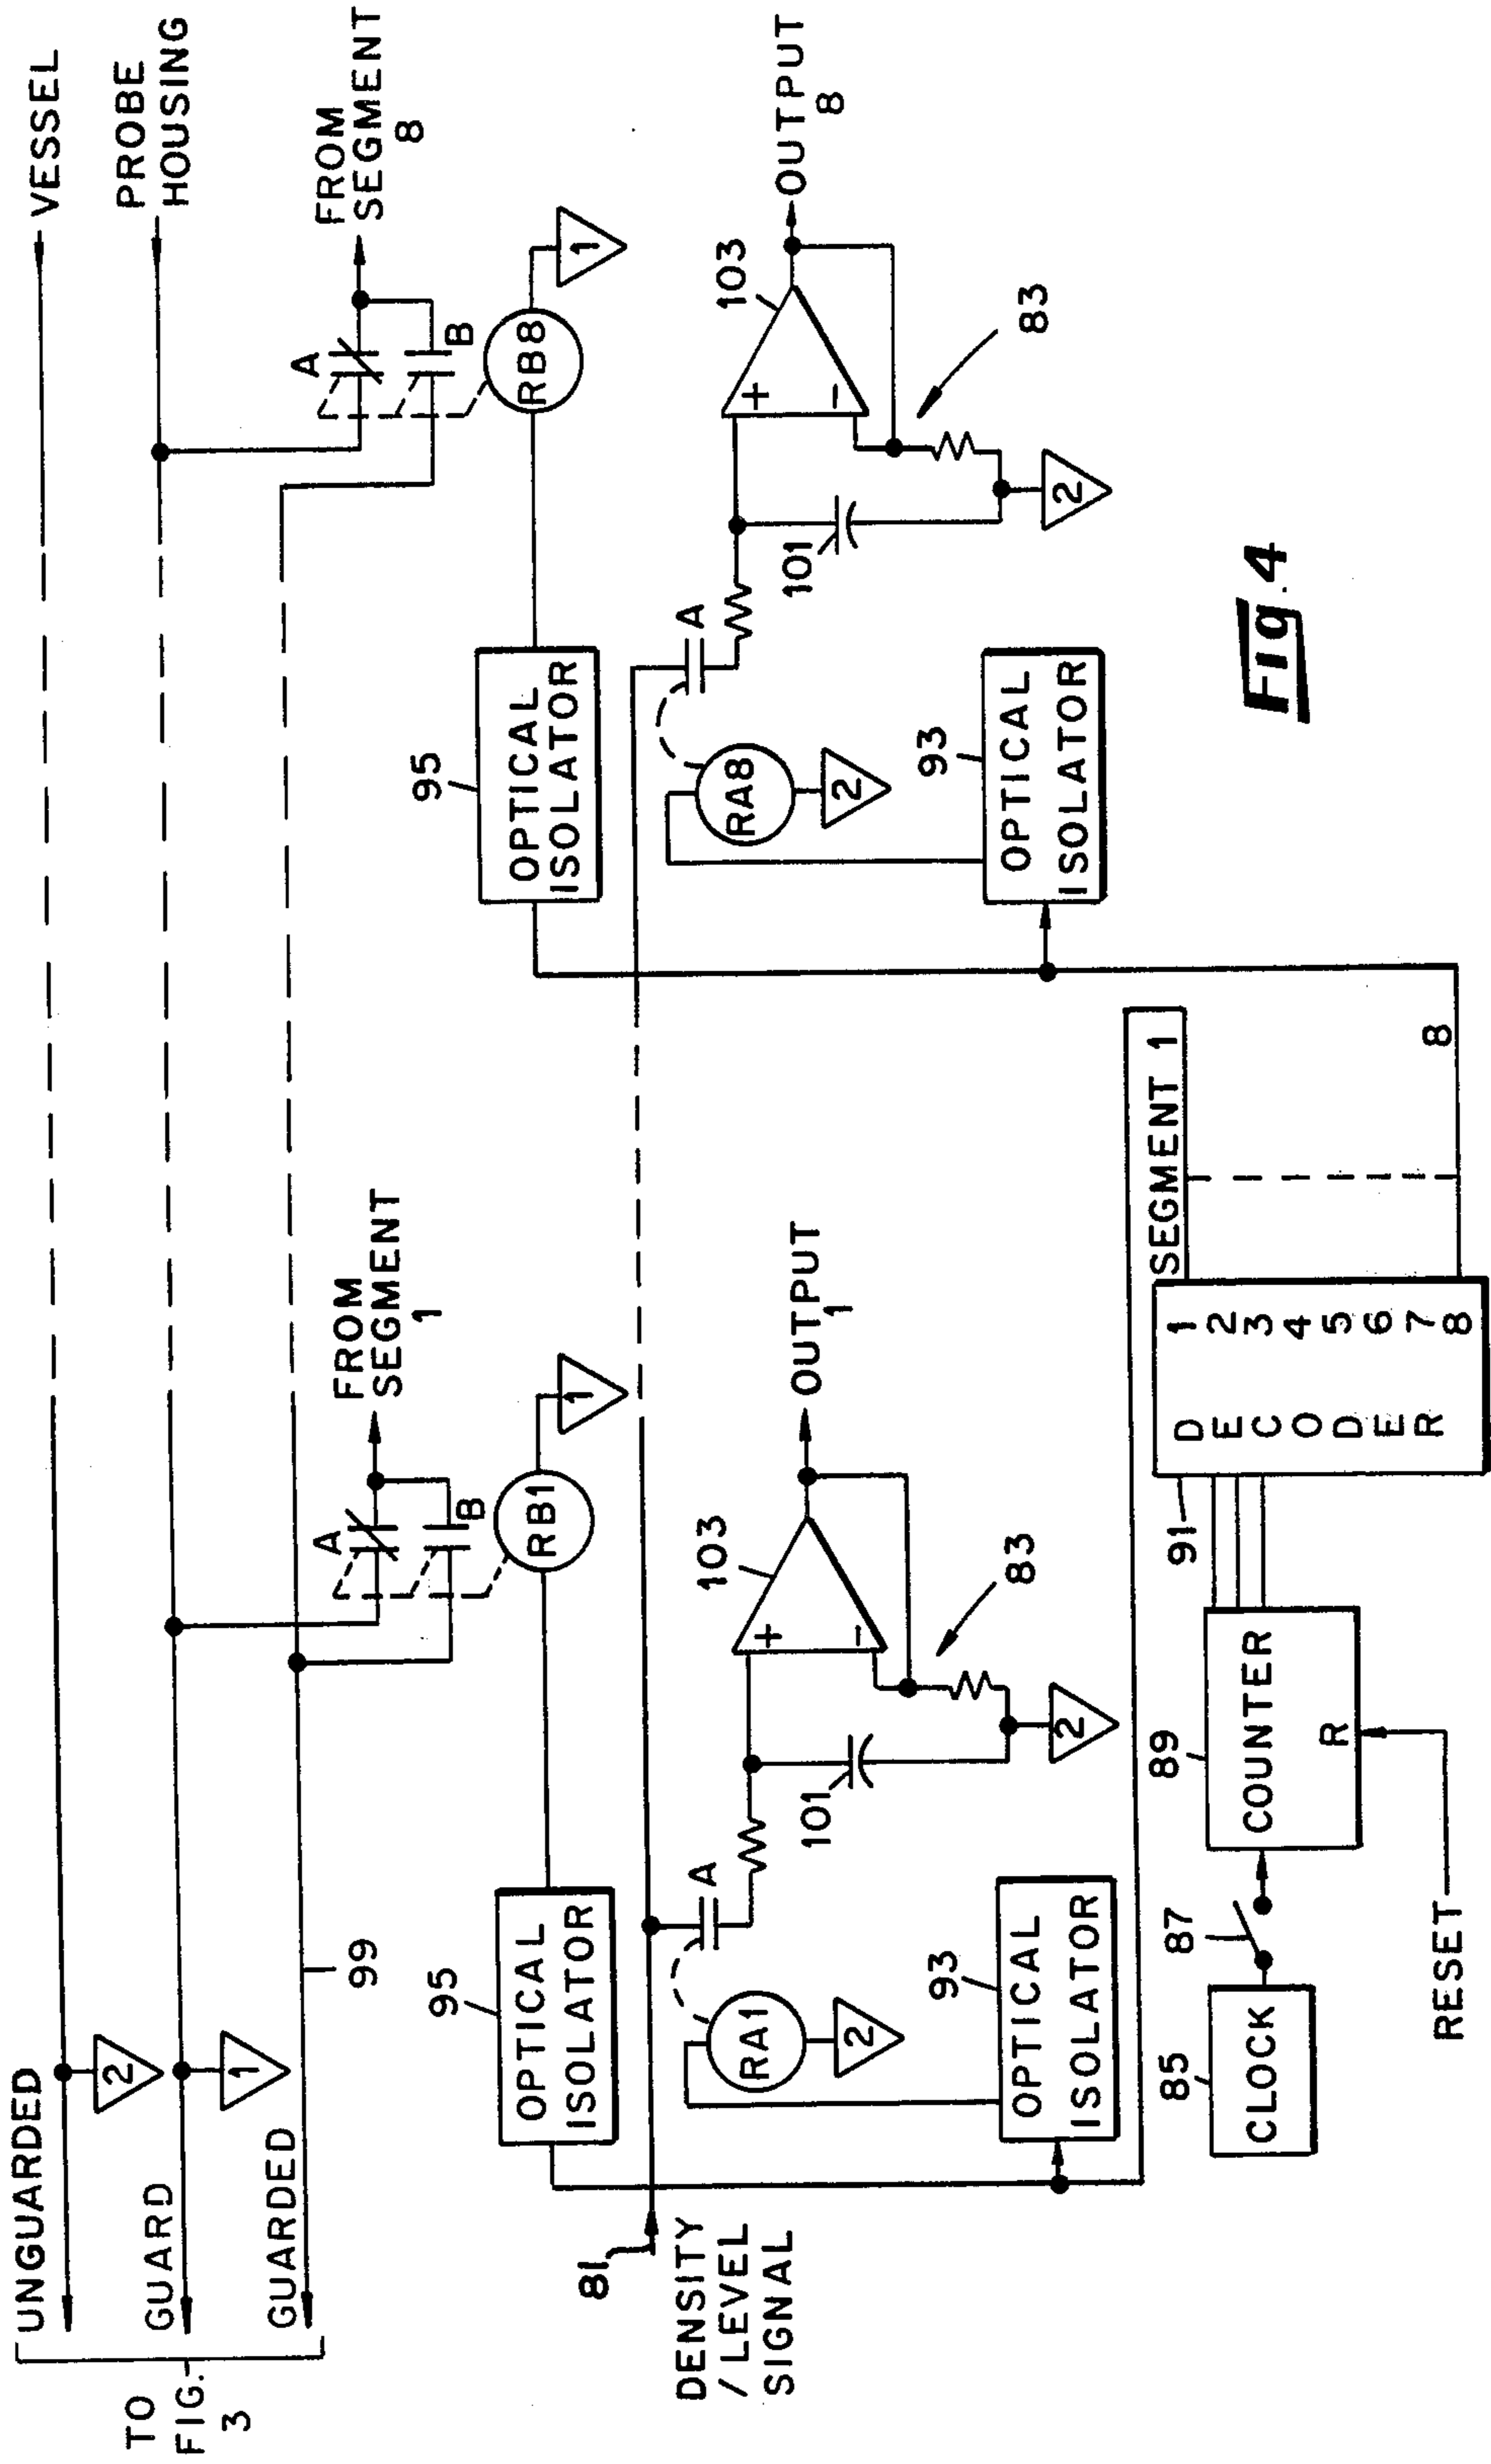 TO
FIG.
3
UNGUARDED
GUARD
GUARDED
VESSEL
PROBE
HOUSING
2
1
99
FROM
SEGMENT
1
A
B
RB1
1
FROM
SEGMENT
8
A
B
RB8
1
95
OPTICAL
ISOLATOR
95
OPTICAL
ISOLATOR
81
DENSITY
/LEVEL
SIGNAL
A
RA1
2
93
OPTICAL
ISOLATOR
101
103
+
−
OUTPUT
1
83
2
A
RA8
2
93
OPTICAL
ISOLATOR
101
103
+
−
OUTPUT
8
83
2
85
CLOCK
87
89
COUNTER
R
RESET
91
DECODER
1
2
3
4
5
6
7
8
SEGMENT 1
8
Fig.4